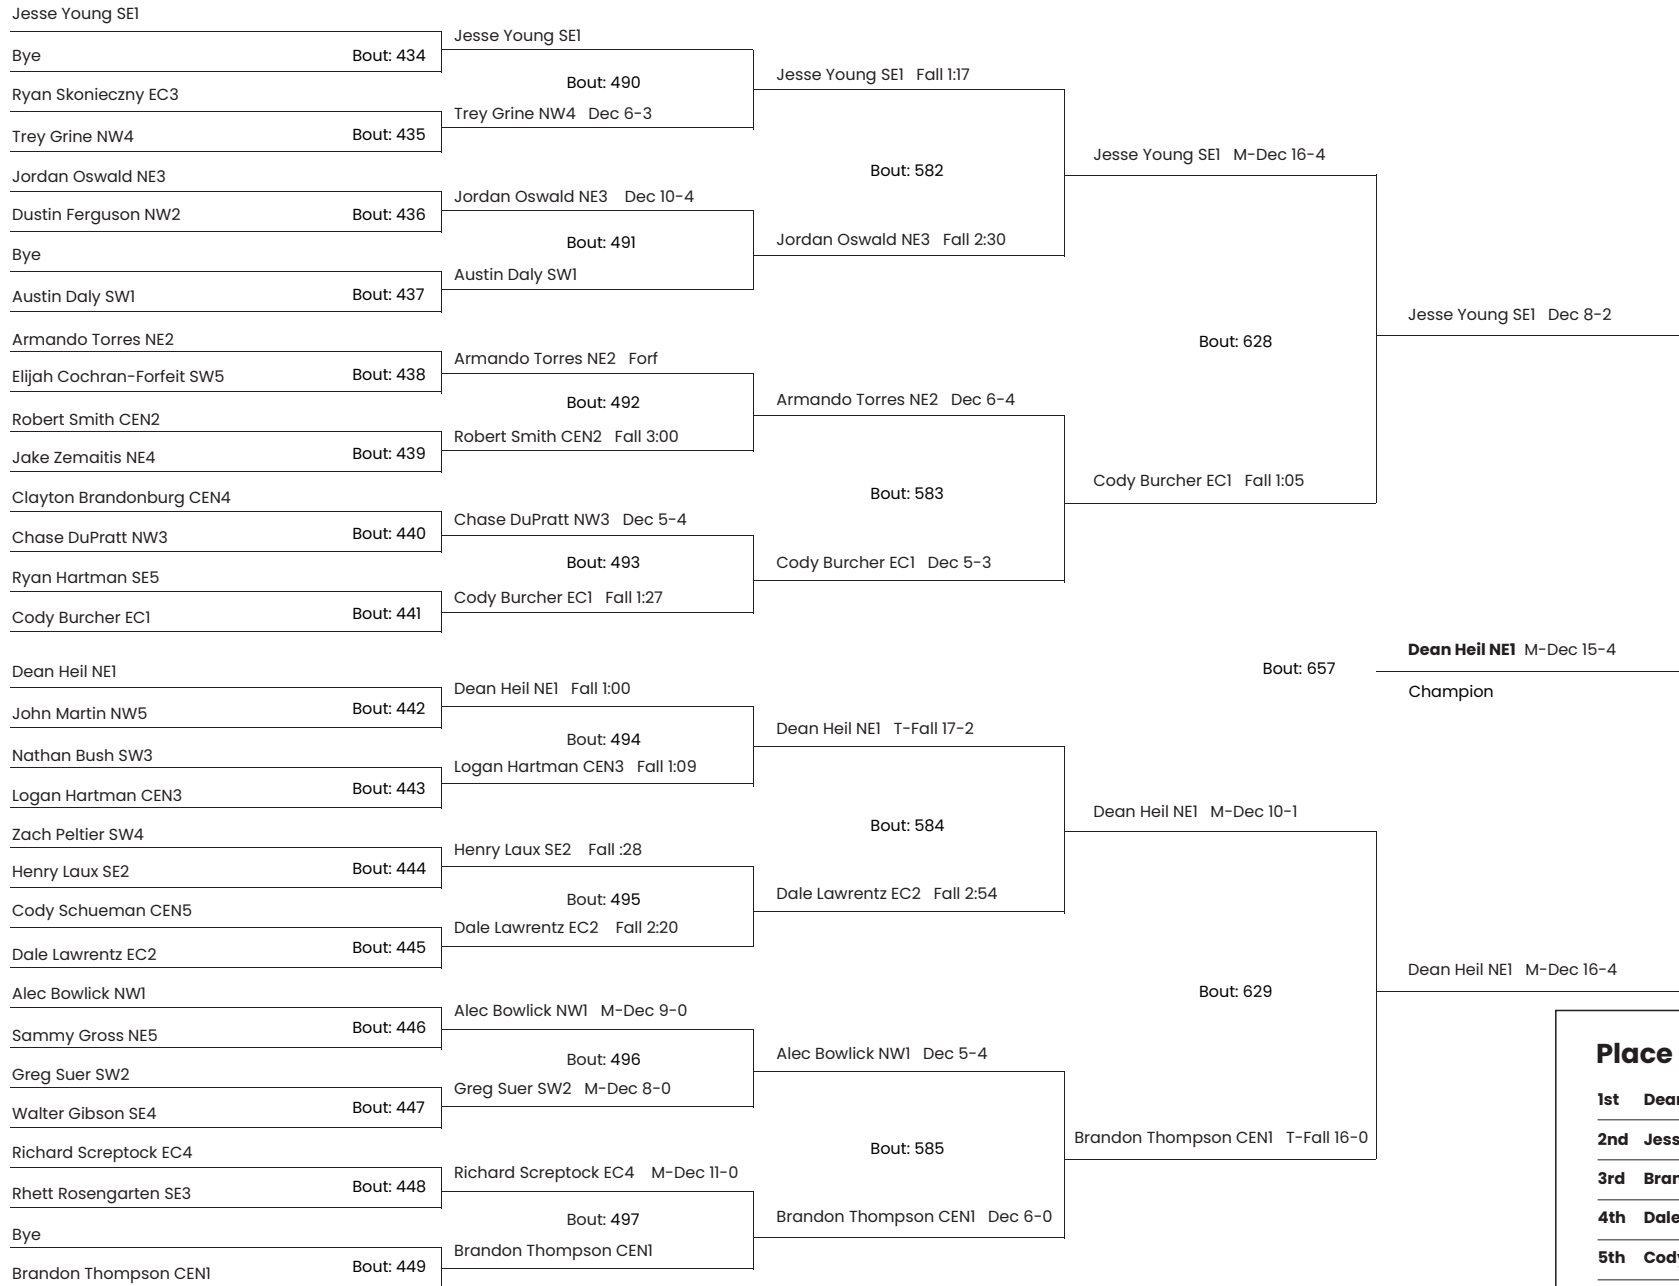 Jesse Young SE1
Bye
Bout: 434
Ryan Skonieczny EC3
Trey Grine NW4
Bout: 435
Jordan Oswald NE3
Dustin Ferguson NW2
Bout: 436
Bye
Austin Daly SW1
Bout: 437
Armando Torres NE2
Elijah Cochran-Forfeit SW5
Bout: 438
Robert Smith CEN2
Jake Zemaitis NE4
Bout: 439
Clayton Brandonburg CEN4
Chase DuPratt NW3
Bout: 440
Ryan Hartman SE5
Cody Burcher EC1
Bout: 441
Dean Heil NE1
John Martin NW5
Bout: 442
Nathan Bush SW3
Logan Hartman CEN3
Bout: 443
Zach Peltier SW4
Henry Laux SE2
Bout: 444
Cody Schueman CEN5
Dale Lawrentz EC2
Bout: 445
Alec Bowlick NW1
Sammy Gross NE5
Bout: 446
Greg Suer SW2
Walter Gibson SE4
Bout: 447
Richard Screptock EC4
Rhett Rosengarten SE3
Bout: 448
Bye
Brandon Thompson CEN1
Bout: 449
Jesse Young SE1
Bout: 490
Trey Grine NW4 Dec 6-3
Jordan Oswald NE3 Dec 10-4
Bout: 491
Austin Daly SW1
Armando Torres NE2 Forf
Bout: 492
Robert Smith CEN2 Fall 3:00
Chase DuPratt NW3 Dec 5-4
Bout: 493
Cody Burcher EC1 Fall 1:27
Dean Heil NE1 Fall 1:00
Bout: 494
Logan Hartman CEN3 Fall 1:09
Henry Laux SE2 Fall :28
Bout: 495
Dale Lawrentz EC2 Fall 2:20
Alec Bowlick NW1 M-Dec 9-0
Bout: 496
Greg Suer SW2 M-Dec 8-0
Richard Screptock EC4 M-Dec 11-0
Bout: 497
Brandon Thompson CEN1
Jesse Young SE1 Fall 1:17
Bout: 582
Jordan Oswald NE3 Fall 2:30
Armando Torres NE2 Dec 6-4
Bout: 583
Cody Burcher EC1 Dec 5-3
Dean Heil NE1 T-Fall 17-2
Bout: 584
Dale Lawrentz EC2 Fall 2:54
Alec Bowlick NW1 Dec 5-4
Bout: 585
Brandon Thompson CEN1 Dec 6-0
Jesse Young SE1 M-Dec 16-4
Bout: 628
Cody Burcher EC1 Fall 1:05
Dean Heil NE1 M-Dec 10-1
Bout: 629
Brandon Thompson CEN1 T-Fall 16-0
Jesse Young SE1 Dec 8-2
Bout: 657
Dean Heil NE1 M-Dec 15-4
Champion
Dean Heil NE1 M-Dec 16-4
Place
1st
2nd
3rd
4th Dale
5th